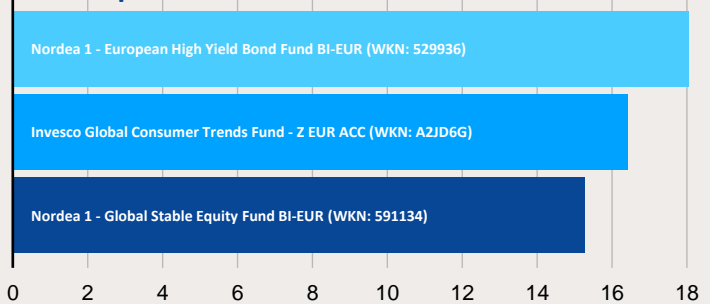 Nordea 1 - European High Yield Bond Fund BI-EUR (WKN: 529936)
Invesco Global Consumer Trends Fund - Z EUR ACC (WKN: A2JD6G)
Nordea 1 - Global Stable Equity Fund BI-EUR (WKN: 591134)
0 2 4 6 8 10 12 14 16 18